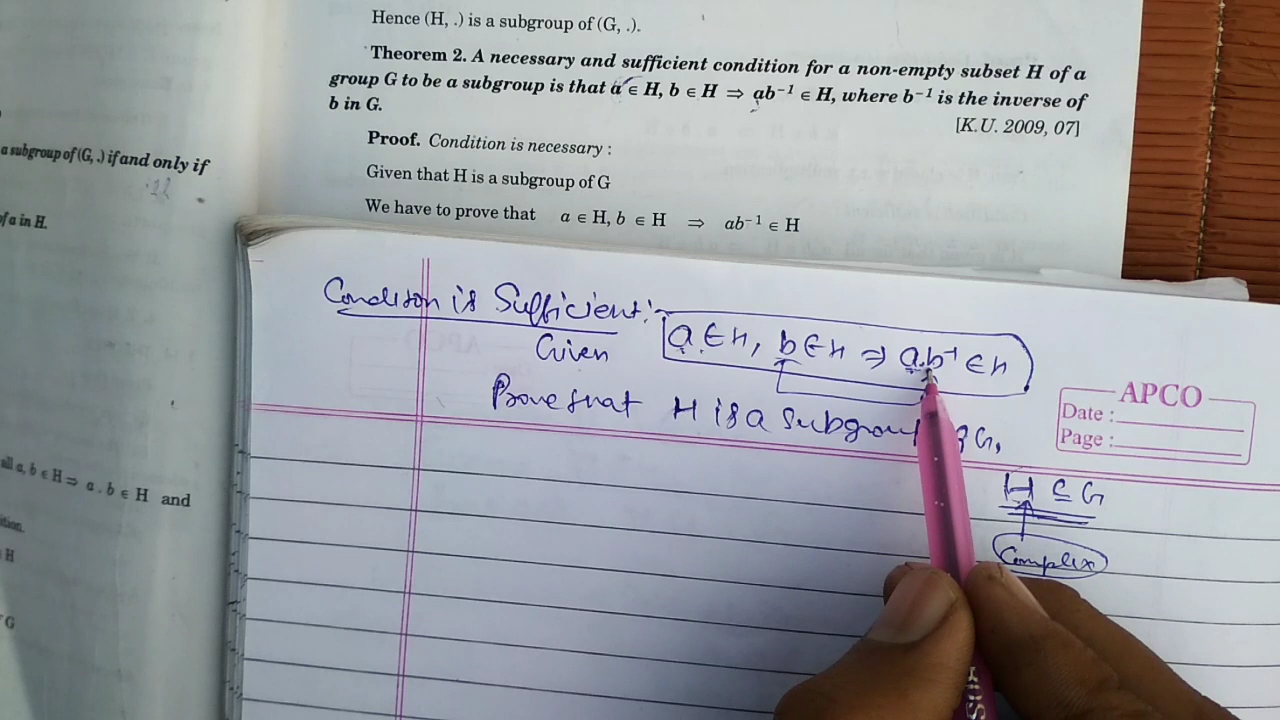 Hence (H, .) is a subgroup of (G, .).
Theorem 2. A necessary and sufficient condition for a non-empty subset H of a
group G to be a subgroup is that a ∈ H, b ∈ H ⇒ ab⁻¹ ∈ H, where b⁻¹ is the inverse of
b in G.
[K.U. 2009, 07]
Proof. Condition is necessary :
Given that H is a subgroup of G
We have to prove that a ∈ H, b ∈ H ⇒ ab⁻¹ ∈ H
a subgroup of (G, .) if and only if
of a in H.
all a, b ∈ H ⇒ a . b ∈ H and
∈ H
G
Condition is Sufficient :-
Given a ∈ H, b ∈ H ⇒ a.b⁻¹ ∈ H
Prove that H is a Subgroup of G,
H ⊆ G
Complex
APCO
Date :
Page :